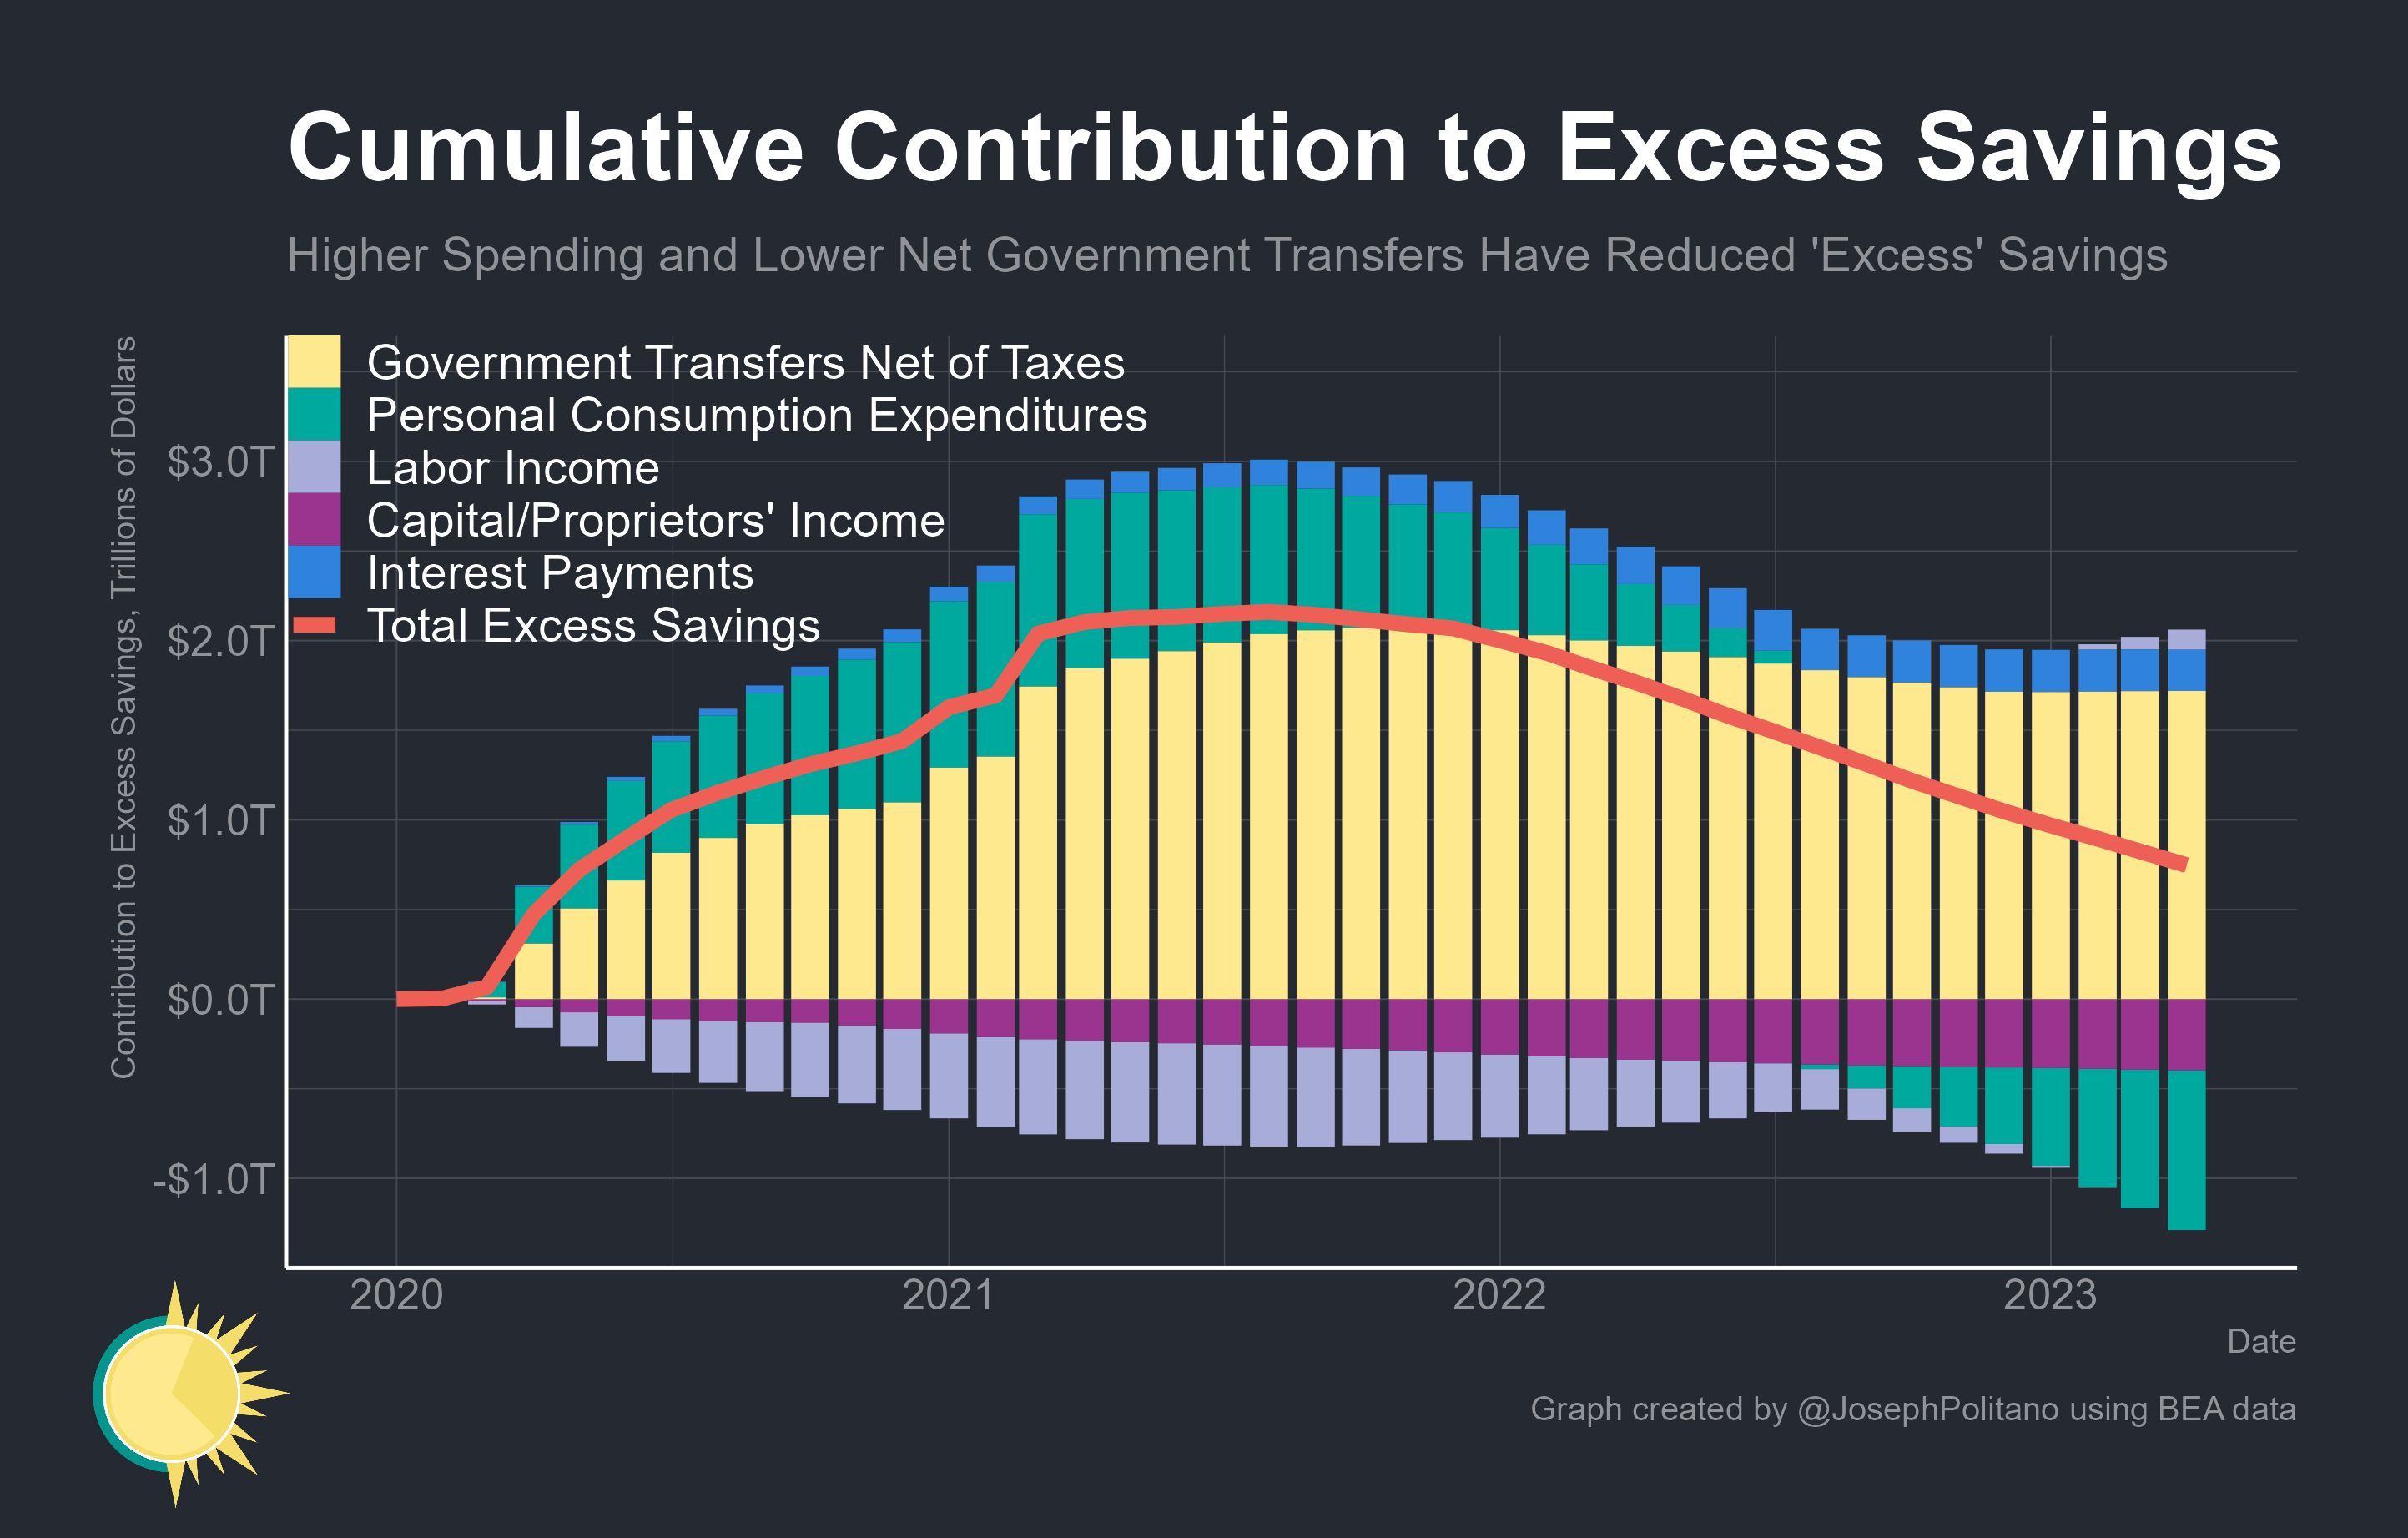 Cumulative Contribution to Excess Savings
Higher Spending and Lower Net Government Transfers Have Reduced 'Excess' Savings
Contribution to Excess Savings, Trillions of Dollars
Government Transfers Net of Taxes
Personal Consumption Expenditures
Labor Income
Capital/Proprietors' Income
Interest Payments
Total Excess Savings
$3.0T
$2.0T
$1.0T
$0.0T
-$1.0T
2020
2021
2022
2023
Date
Graph created by @JosephPolitano using BEA data